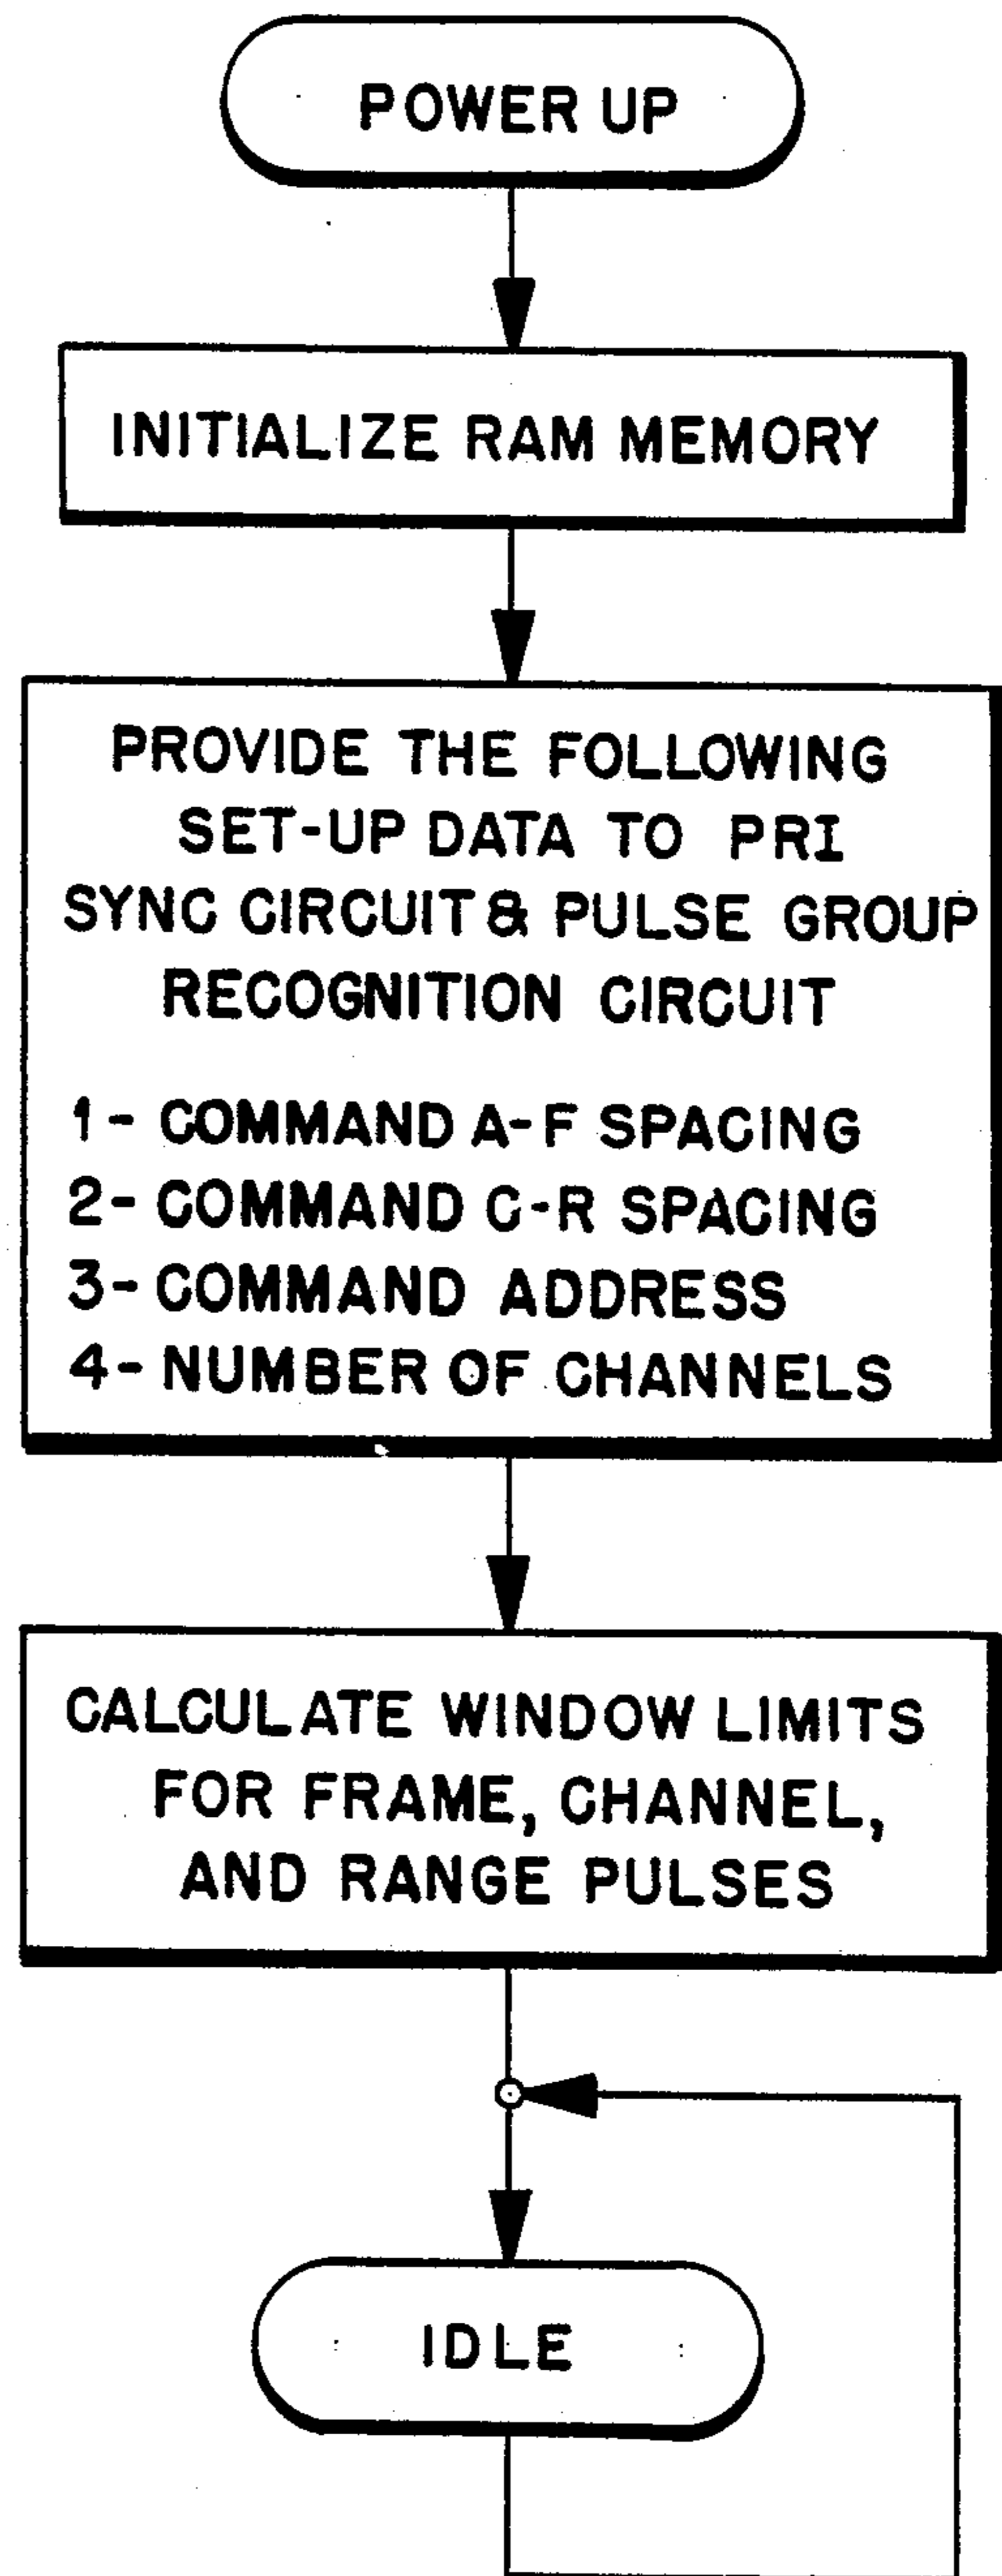 POWER UP
INITIALIZE RAM MEMORY
PROVIDE THE FOLLOWING
SET-UP DATA TO PRI
SYNC CIRCUIT & PULSE GROUP
RECOGNITION CIRCUIT
1 - COMMAND A-F SPACING
2 - COMMAND C-R SPACING
3 - COMMAND ADDRESS
4 - NUMBER OF CHANNELS
CALCULATE WINDOW LIMITS
FOR FRAME, CHANNEL,
AND RANGE PULSES
IDLE